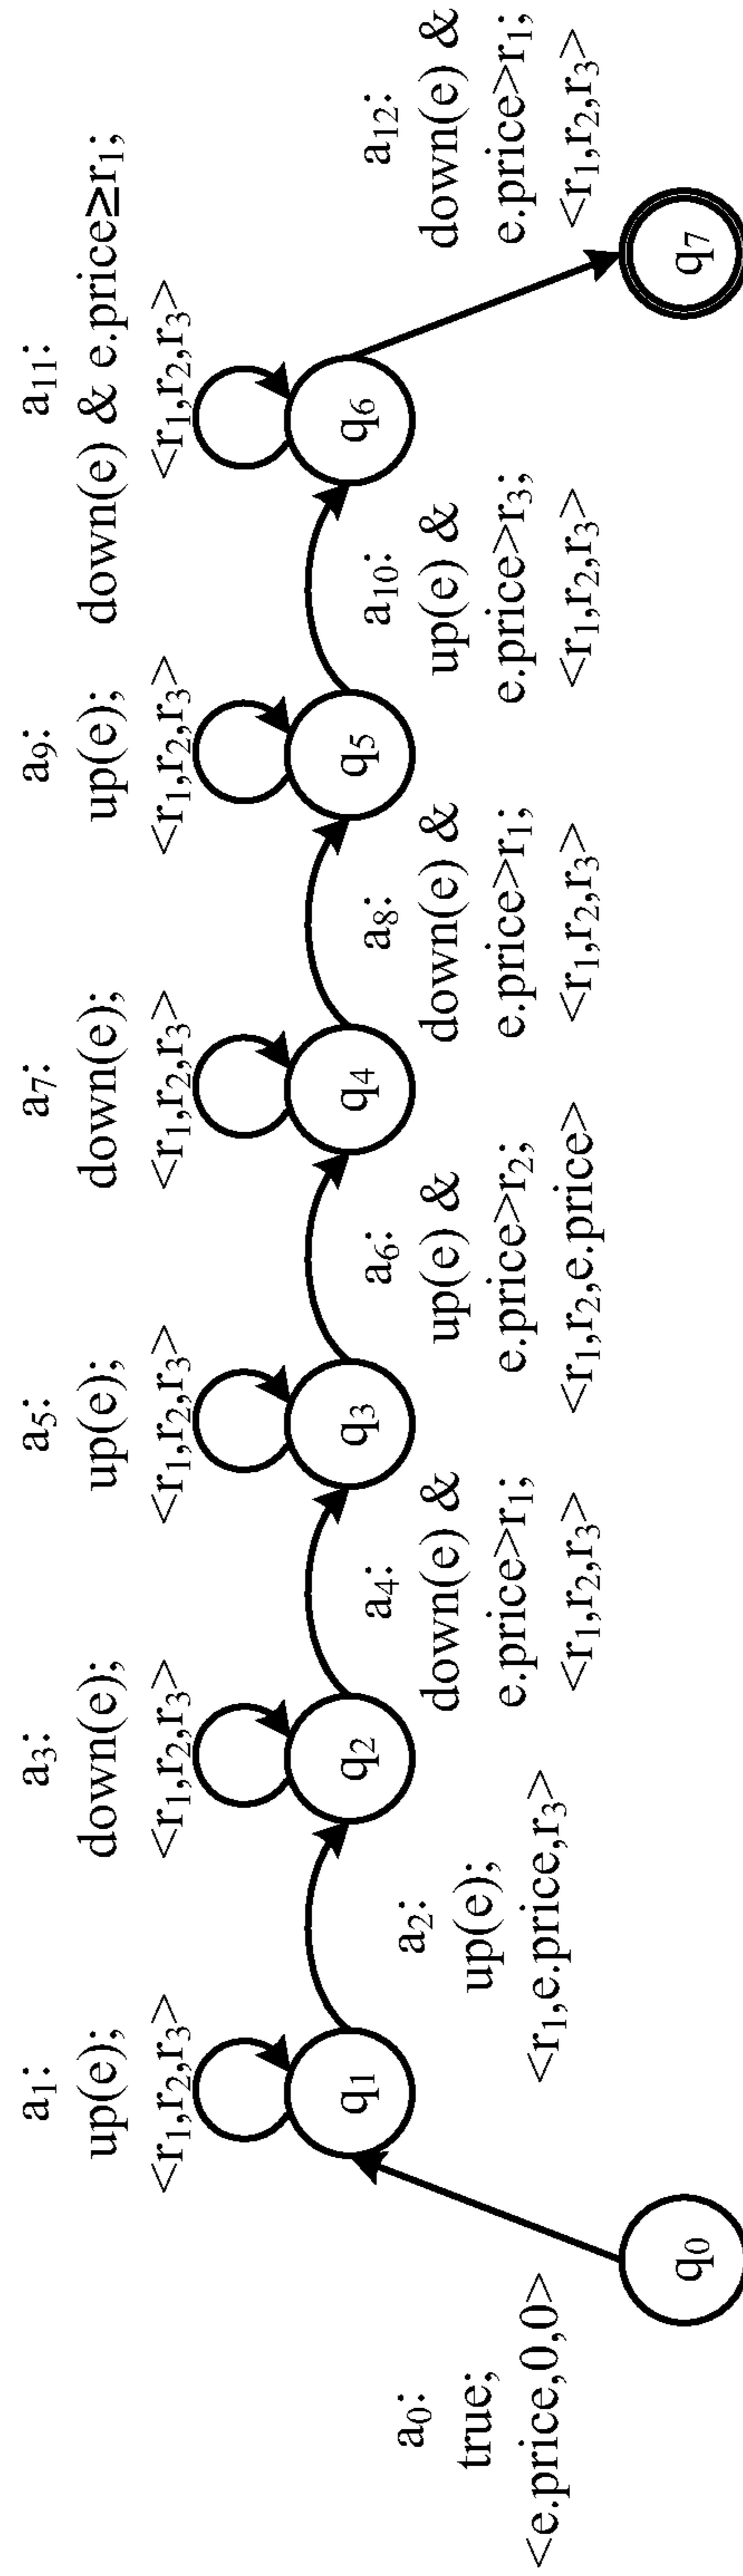 a0:
true;
<e.price,0,0>
q0
a1:
up(e);
<r1,r2,r3>
q1
a2:
up(e);
<r1,e.price,r3>
a3:
down(e);
<r1,r2,r3>
q2
a4:
down(e) &
e.price>r1;
<r1,r2,r3>
a5:
up(e);
<r1,r2,r3>
q3
a6:
up(e) &
e.price>r2;
<r1,r2,e.price>
a7:
down(e);
<r1,r2,r3>
q4
a8:
down(e) &
e.price>r1;
<r1,r2,r3>
a9:
up(e);
<r1,r2,r3>
q5
a10:
up(e) &
e.price>r3;
<r1,r2,r3>
a11:
down(e) & e.price≥r1;
<r1,r2,r3>
q6
a12:
down(e) &
e.price>r1;
<r1,r2,r3>
q7